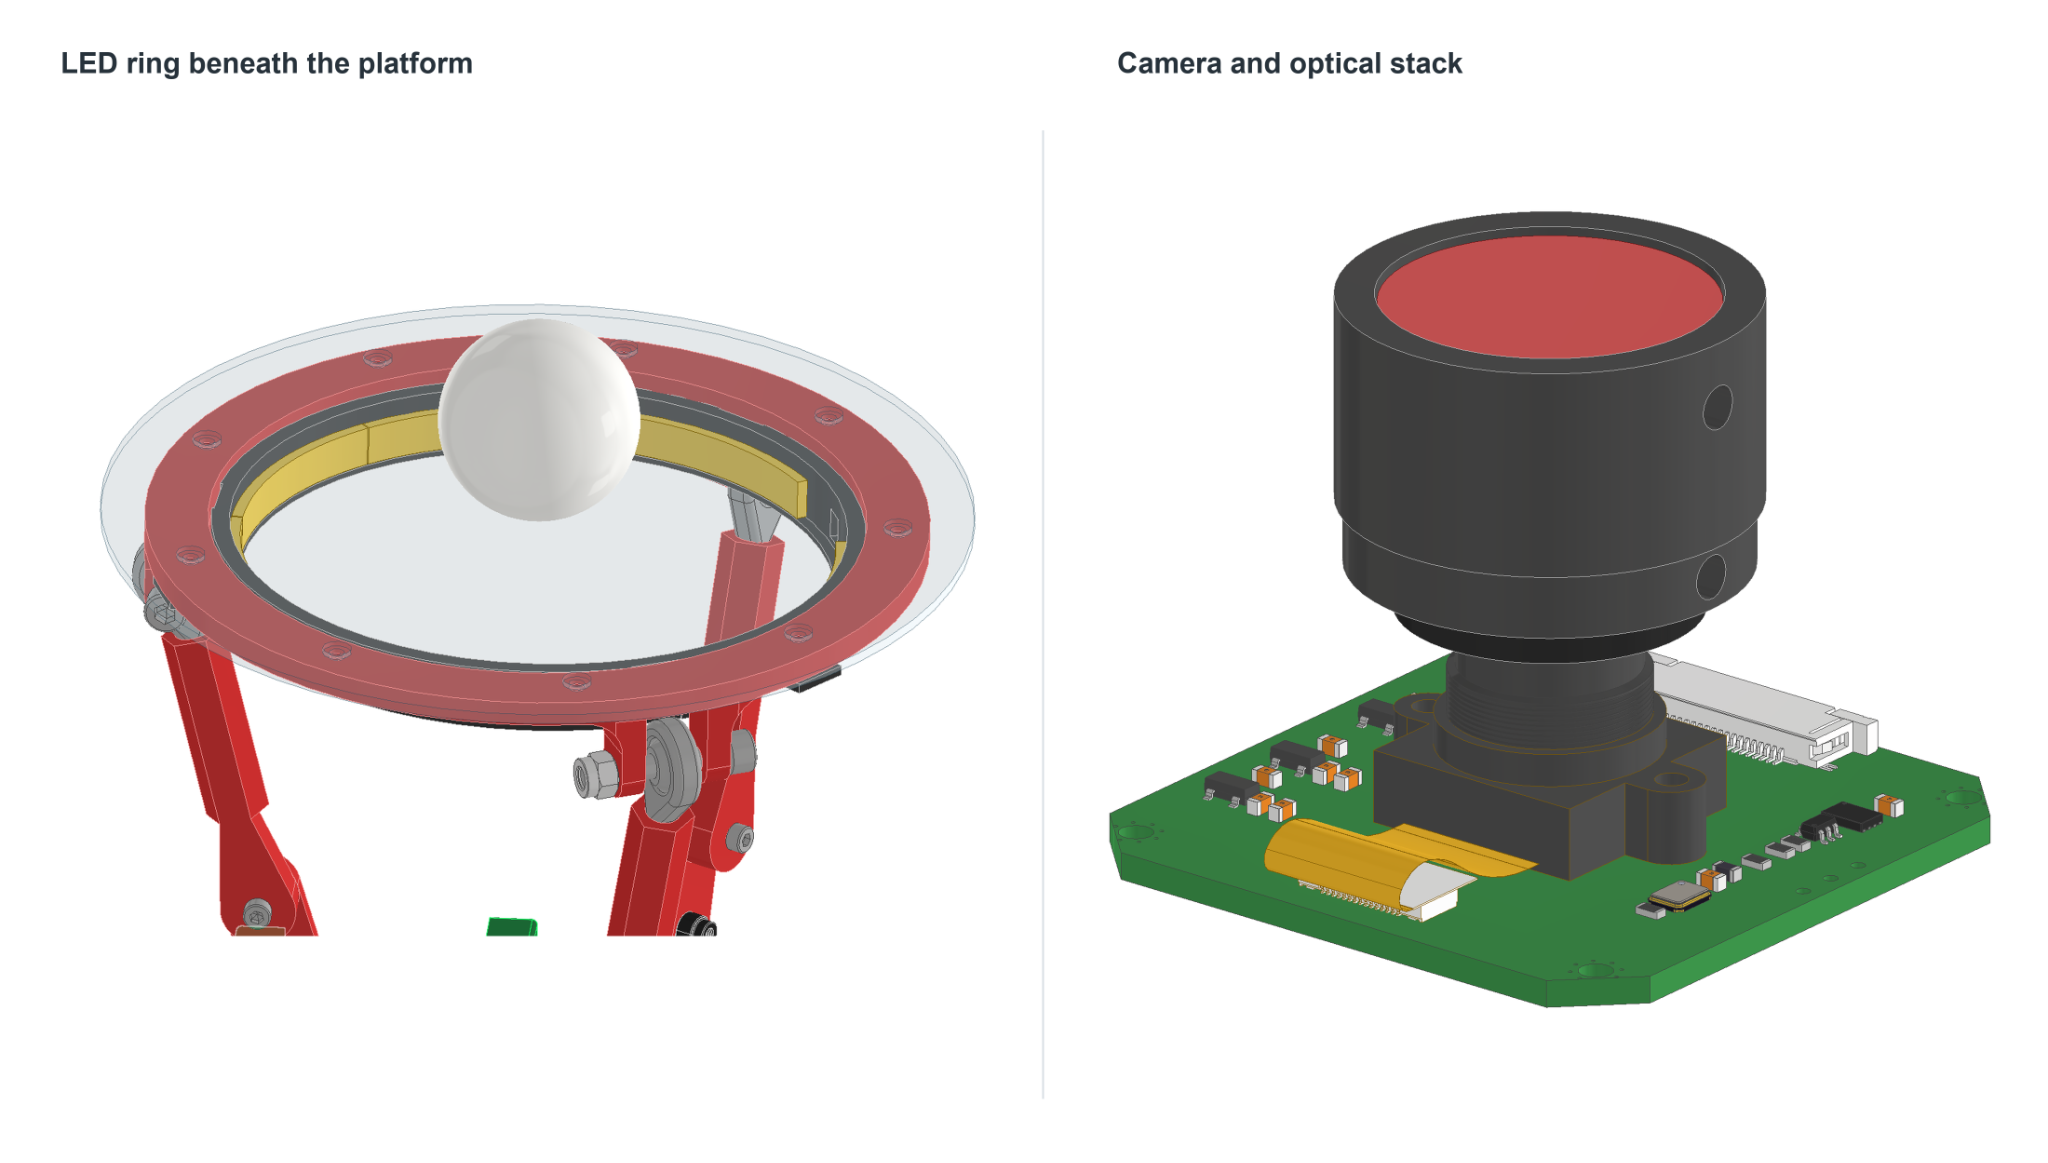 LED ring beneath the platform
Camera and optical stack